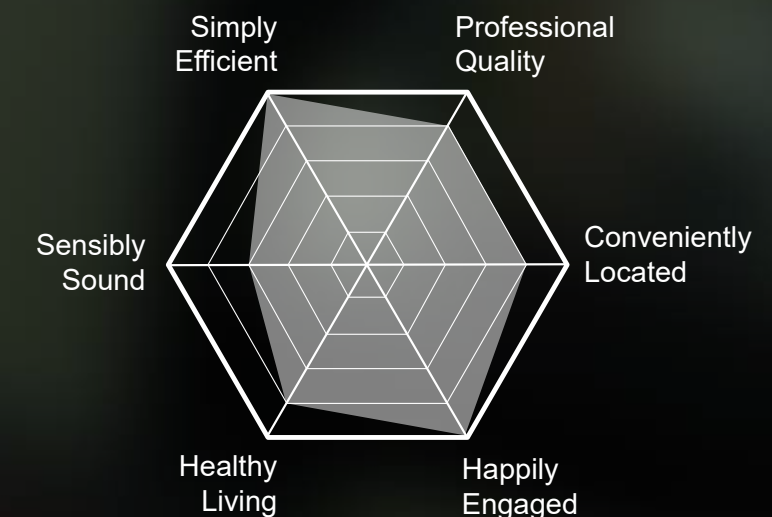 Simply
Efficient
Professional
Quality
Sensibly
Sound
Conveniently
Located
Healthy
Living
Happily
Engaged